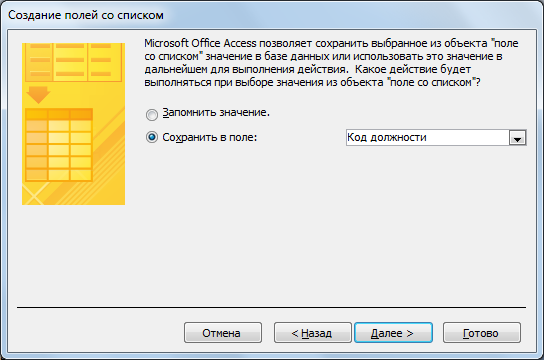 Создание полей со списком
Microsoft Office Access позволяет сохранить выбранное из объекта "поле
со списком" значение в базе данных или использовать это значение в
дальнейшем для выполнения действия.  Какое действие будет
выполняться при выборе значения из объекта "поле со списком"?
Запомнить значение.
Сохранить в поле:
Код должности
Отмена
< Назад
Далее >
Готово